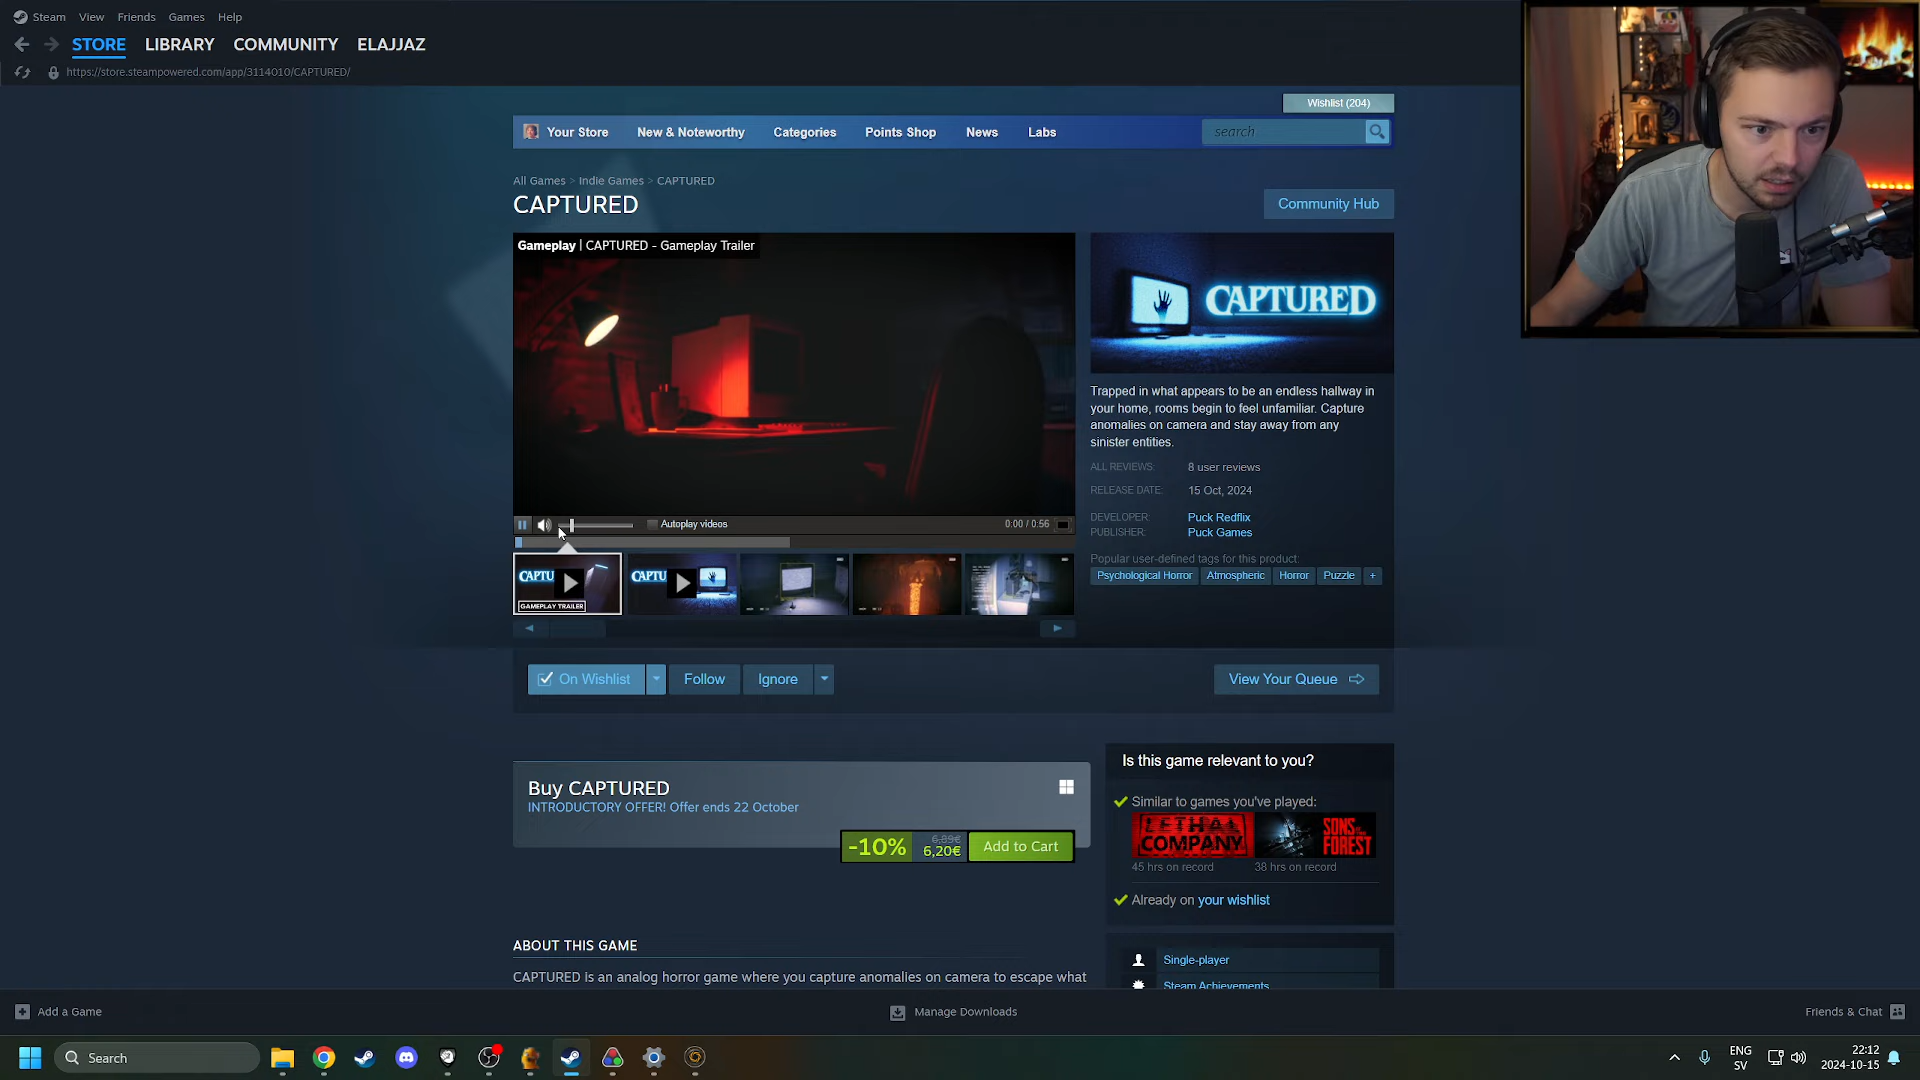 Steam View Friends Games Help
STORE LIBRARY COMMUNITY ELAJJAZ
https://store.steampowered.com/app/3114010/CAPTURED/
Wishlist (204)
Your Store New & Noteworthy Categories Points Shop News Labs search
All Games > Indie Games > CAPTURED
CAPTURED
Community Hub
Gameplay | CAPTURED - Gameplay Trailer
CAPTURED
Trapped in what appears to be an endless hallway in
your home, rooms begin to feel unfamiliar. Capture
anomalies on camera and stay away from any
sinister entities.
ALL REVIEWS: 8 user reviews
RELEASE DATE: 15 Oct, 2024
DEVELOPER: Puck Redflix
PUBLISHER: Puck Games
Popular user-defined tags for this product:
Psychological Horror Atmospheric Horror Puzzle +
Autoplay videos 0:00 / 0:56
CAPTU
GAMEPLAY TRAILER
CAPTU
On Wishlist Follow Ignore View Your Queue
Buy CAPTURED
INTRODUCTORY OFFER! Offer ends 22 October
-10% 6,89€ 6,20€ Add to Cart
Is this game relevant to you?
Similar to games you've played:
LETHAL COMPANY
SONS OF THE FOREST
45 hrs on record 38 hrs on record
Already on your wishlist
ABOUT THIS GAME
CAPTURED is an analog horror game where you capture anomalies on camera to escape what
Single-player
Steam Achievements
Add a Game Manage Downloads Friends & Chat
Search
ENG SV
22:12
2024-10-15